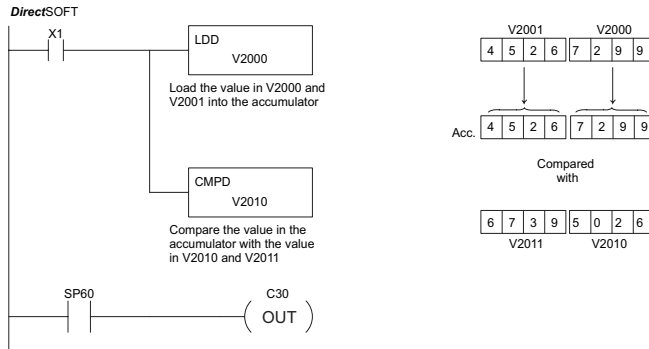 DirectSOFT
X1
LDD
V2000
Load the value in V2000 and
V2001 into the accumulator
CMPD
V2010
Compare the value in the
accumulator with the value
in V2010 and V2011
SP60
C30
OUT
V2001 V2000
4 5 2 6 7 2 9 9
Acc. 4 5 2 6 7 2 9 9
Compared
with
6 7 3 9 5 0 2 6
V2011 V2010